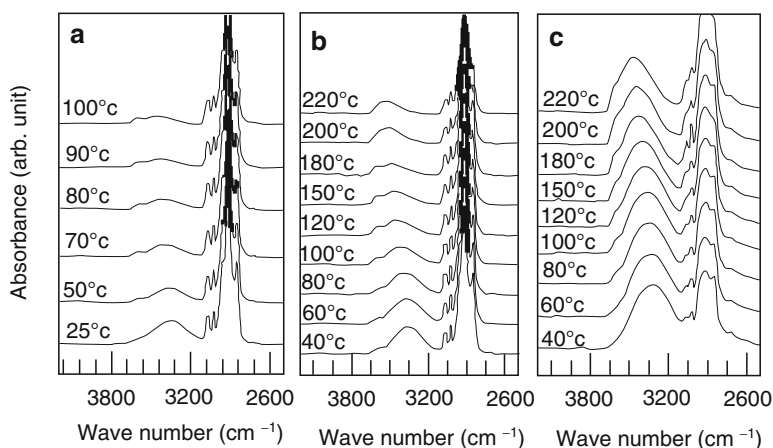 a
b
c
Absorbance (arb. unit)
100°c
90°c
80°c
70°c
50°c
25°c
220°c
200°c
180°c
150°c
120°c
100°c
80°c
60°c
40°c
220°c
200°c
180°c
150°c
120°c
100°c
80°c
60°c
40°c
3800 3200 2600
3800 3200 2600
3800 3200 2600
Wave number (cm ⁻¹)
Wave number (cm ⁻¹)
Wave number (cm ⁻¹)